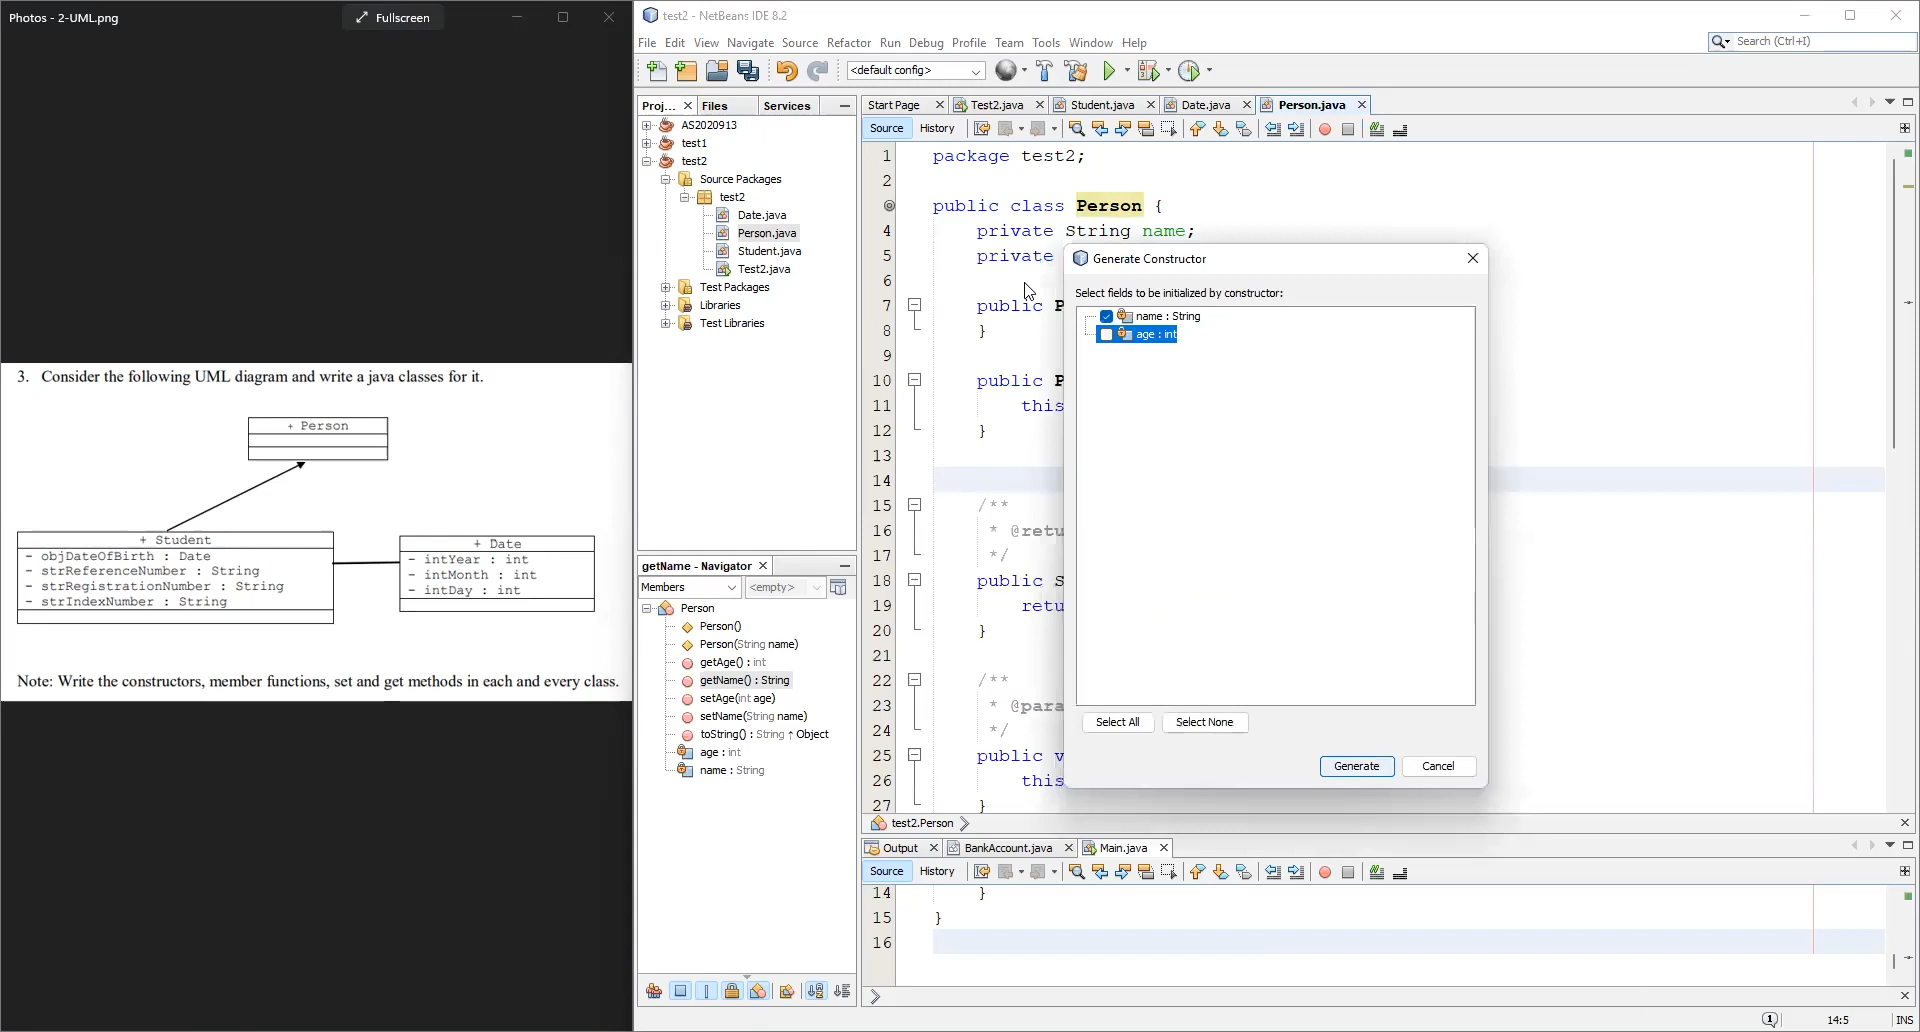 Photos - 2-UML.png
Fullscreen
3. Consider the following UML diagram and write a java classes for it.
+ Person
+ Student
- objDateOfBirth : Date
- strReferenceNumber : String
- strRegistrationNumber : String
- strIndexNumber : String
+ Date
- intYear : int
- intMonth : int
- intDay : int
Note: Write the constructors, member functions, set and get methods in each and every class.
test2 - NetBeans IDE 8.2
File Edit View Navigate Source Refactor Run Debug Profile Team Tools Window Help
Search (Ctrl+I)
<default config>
Proj... Files Services
AS2020913
test1
test2
Source Packages
test2
Date.java
Person.java
Student.java
Test2.java
Test Packages
Libraries
Test Libraries
getName - Navigator
Members <empty>
Person
Person()
Person(String name)
getAge() : int
getName() : String
setAge(int age)
setName(String name)
toString() : String ↑ Object
age : int
name : String
Start Page Test2.java Student.java Date.java Person.java
Source History
1 package test2;
2
public class Person {
4 private String name;
5 private
6
7 public P
8 }
9
10 public P
11 this
12 }
13
14
15 /**
16 * @retu
17 */
18 public S
19 retu
20 }
21
22 /**
23 * @para
24 */
25 public v
26 this
27 }
Generate Constructor
Select fields to be initialized by constructor:
name : String
age : int
Select All Select None
Generate Cancel
test2.Person
Output BankAccount.java Main.java
Source History
14 }
15 }
16
1 14:5 INS